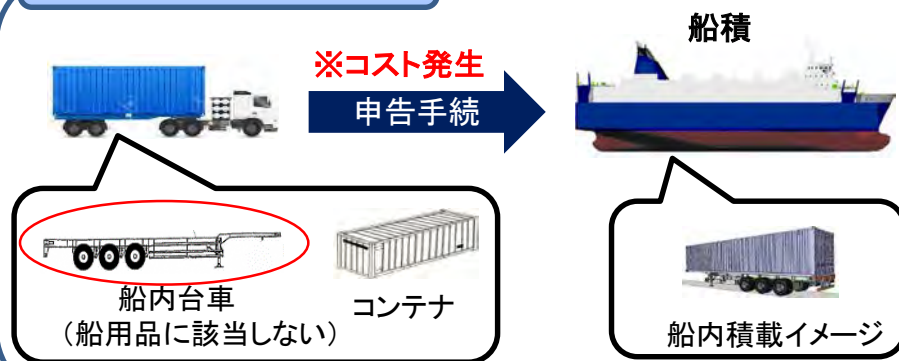 船積
※コスト発生
申告手続
船内台車
（船用品に該当しない）
コンテナ
船内積載イメージ